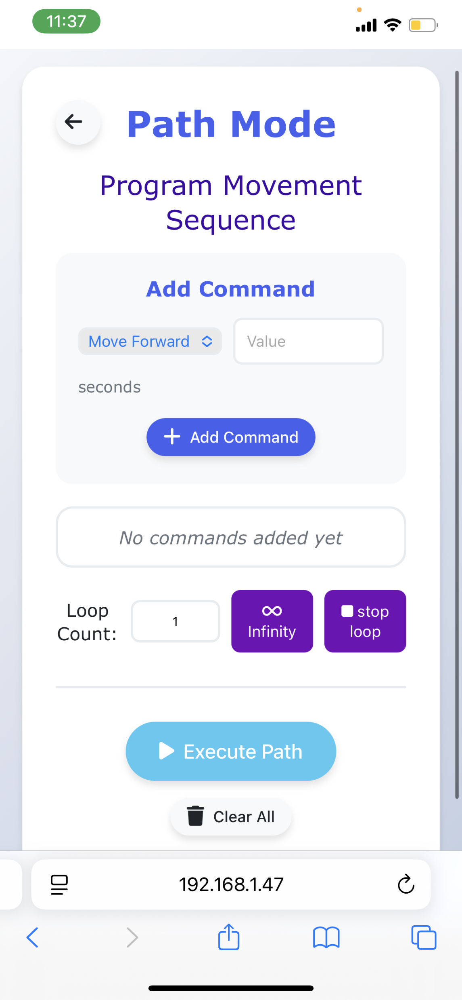 11:37
Path Mode
Program Movement
Sequence
Add Command
Move Forward
Value
seconds
Add Command
No commands added yet
Loop
Count:
1
Infinity
stop
loop
Execute Path
Clear All
192.168.1.47